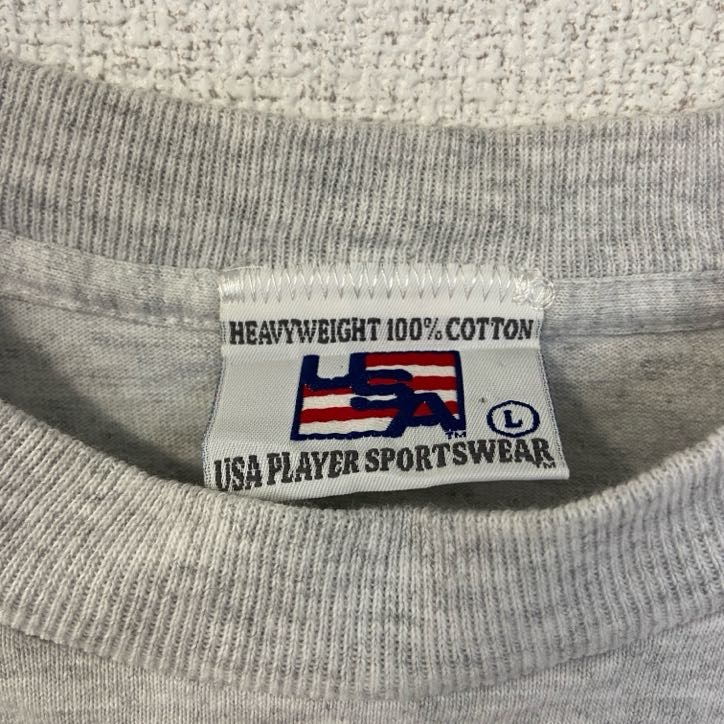 HEAVYWEIGHT 100% COTTON
USA
TM
L
USA PLAYER SPORTSWEAR
TM